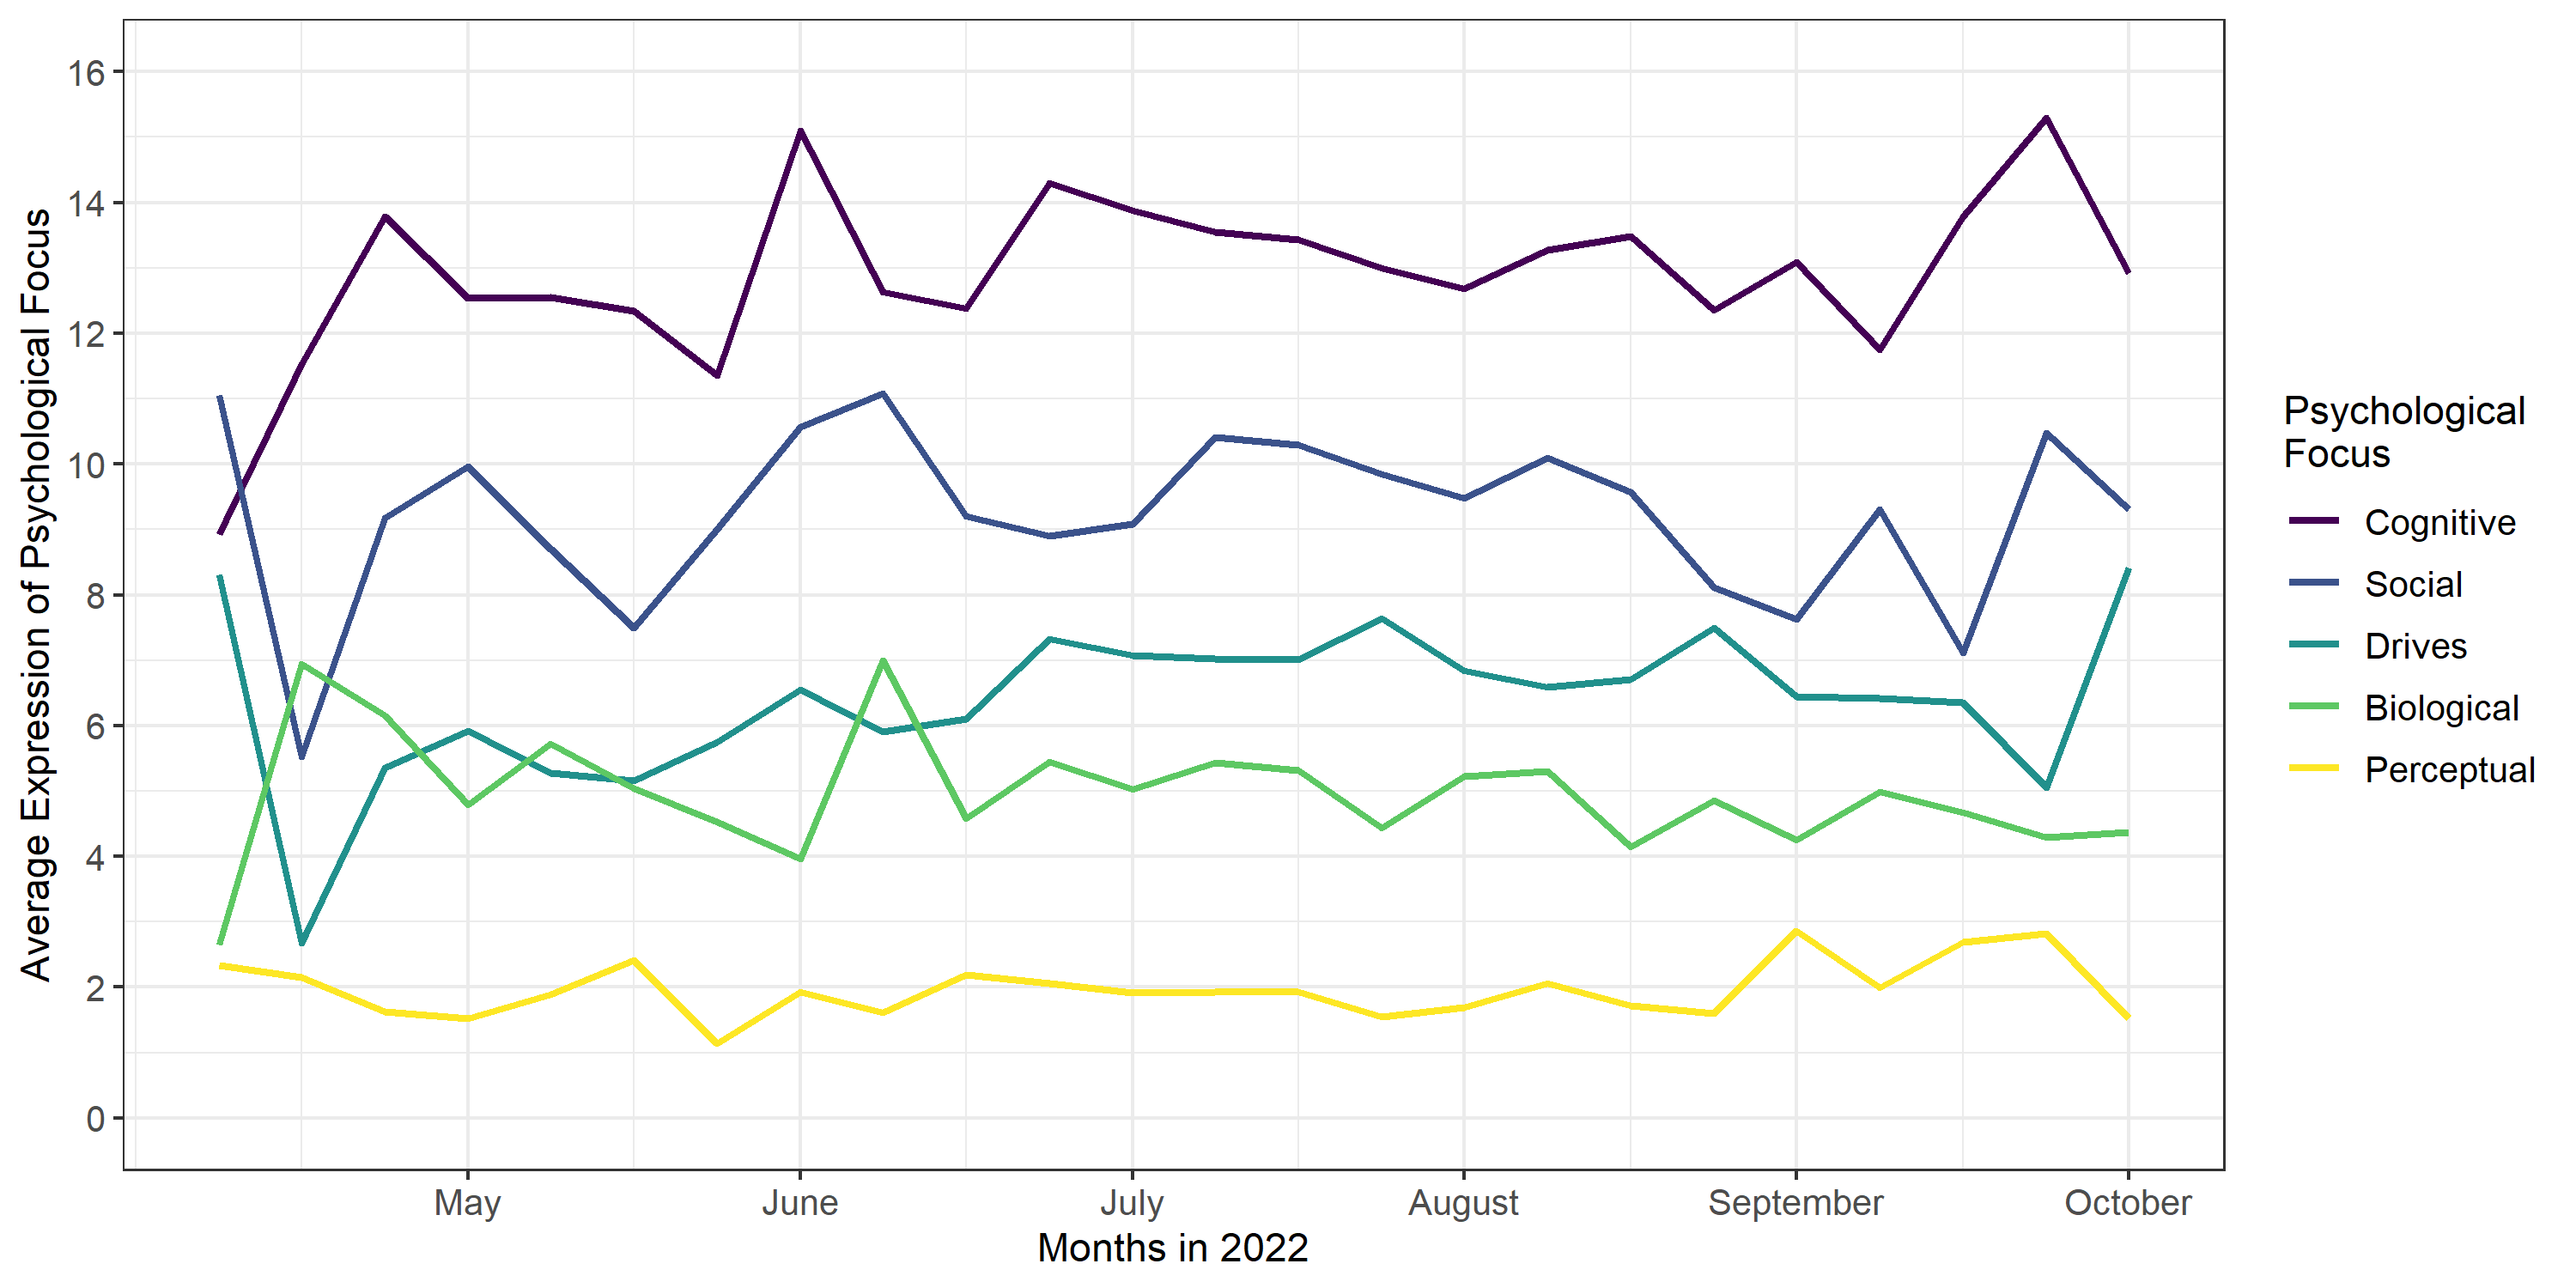 Average Expression of Psychological Focus
16
14
12
10
8
6
4
2
0
May June July August September October
Months in 2022
Psychological
Focus
Cognitive
Social
Drives
Biological
Perceptual